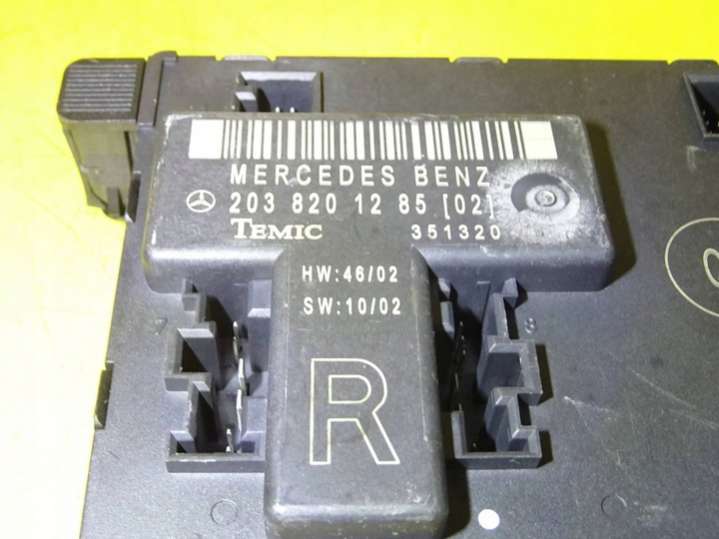 MERCEDES BENZ
203 820 12 85 [02]
TEMIC 351320
HW:46/02
SW:10/02
R